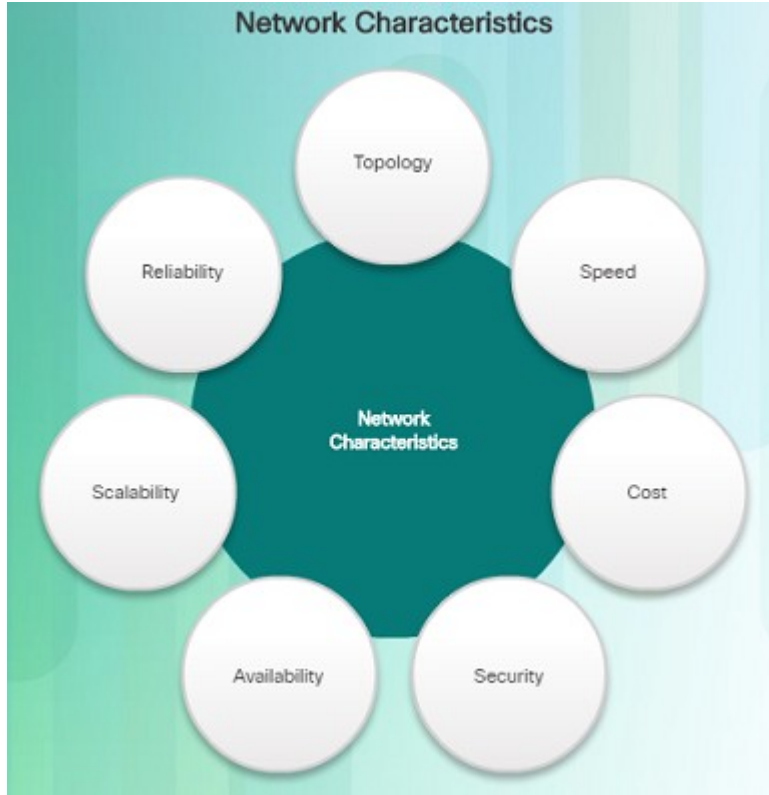 Network Characteristics
Topology
Speed
Cost
Security
Availability
Scalability
Reliability
Network
Characteristics